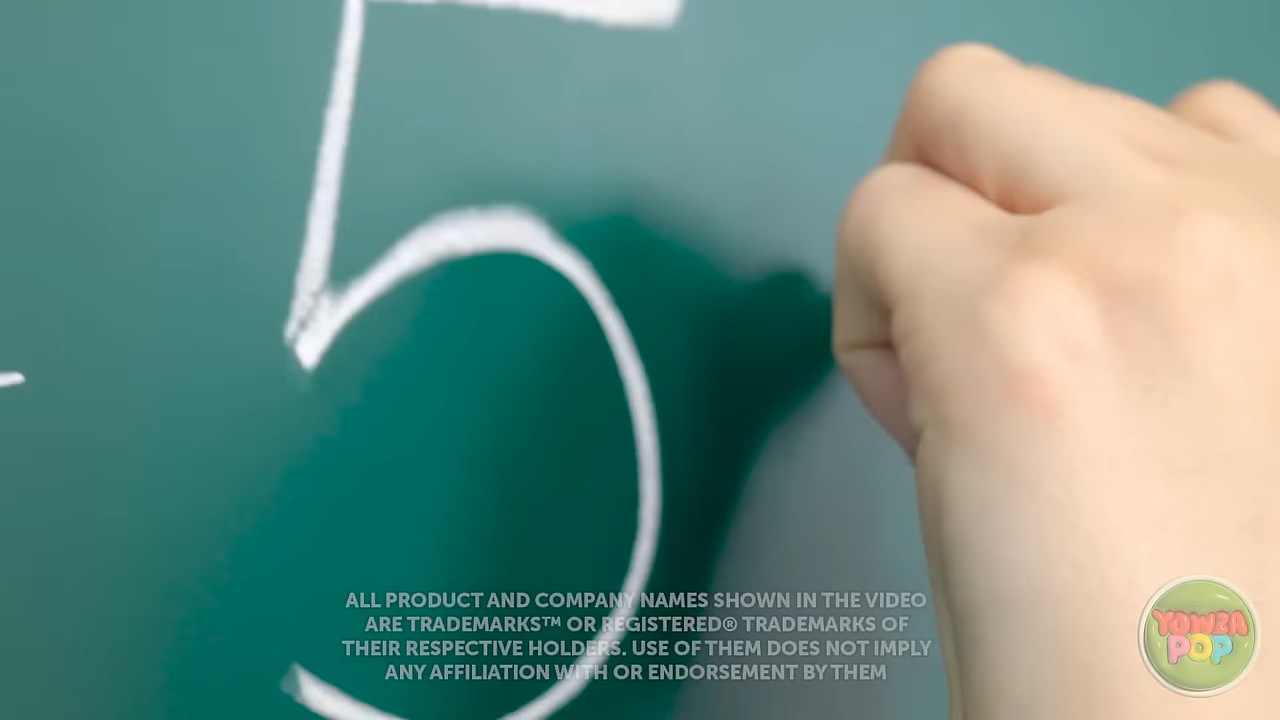 5
ALL PRODUCT AND COMPANY NAMES SHOWN IN THE VIDEO
ARE TRADEMARKS™ OR REGISTERED® TRADEMARKS OF
THEIR RESPECTIVE HOLDERS. USE OF THEM DOES NOT IMPLY
ANY AFFILIATION WITH OR ENDORSEMENT BY THEM
YOWZA
POP